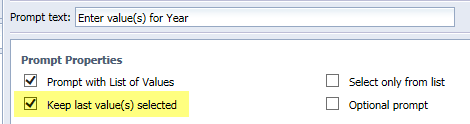 Prompt text: Enter value(s) for Year
Prompt Properties
Prompt with List of Values Select only from list
Keep last value(s) selected Optional prompt